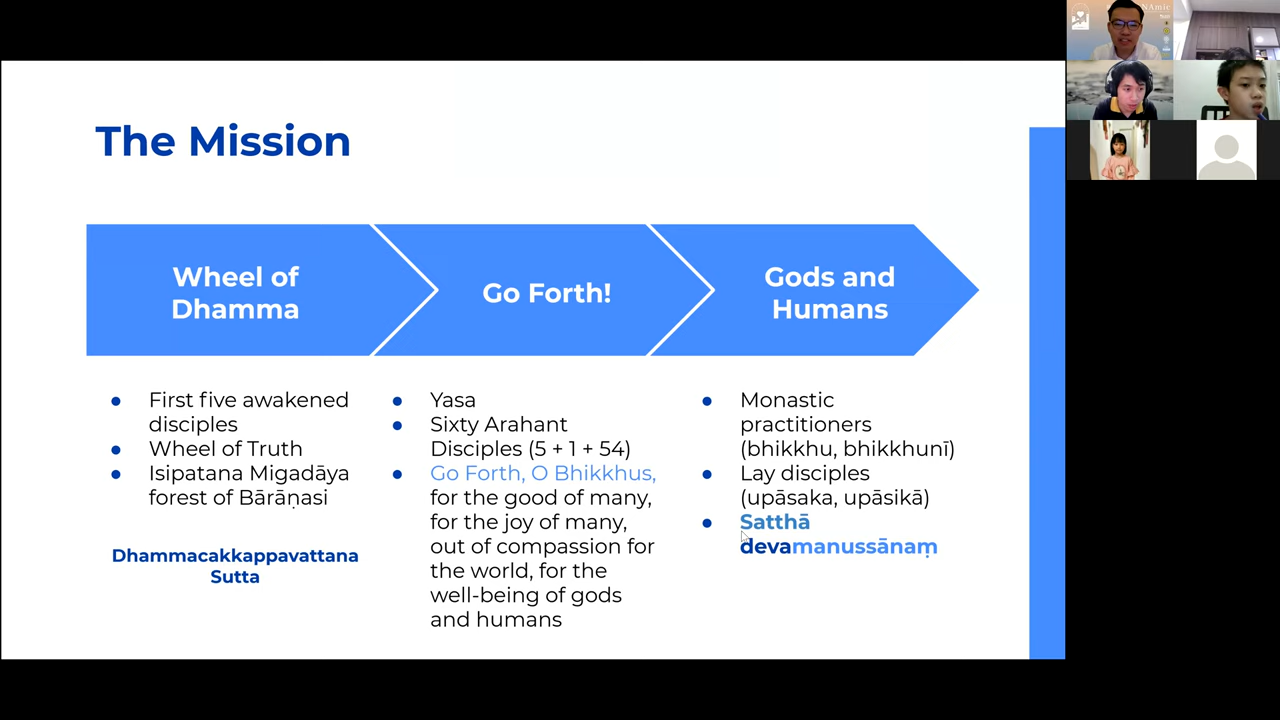 The Mission
Wheel of
Dhamma
Go Forth!
Gods and
Humans
First five awakened
disciples
Wheel of Truth
Isipatana Migadāya
forest of Bārāṇasi
Dhammacakkappavattana
Sutta
Yasa
Sixty Arahant
Disciples (5 + 1 + 54)
Go Forth, O Bhikkhus,
for the good of many,
for the joy of many,
out of compassion for
the world, for the
well-being of gods
and humans
Monastic
practitioners
(bhikkhu, bhikkhunī)
Lay disciples
(upāsaka, upāsikā)
Satthā
devamanussānaṃ